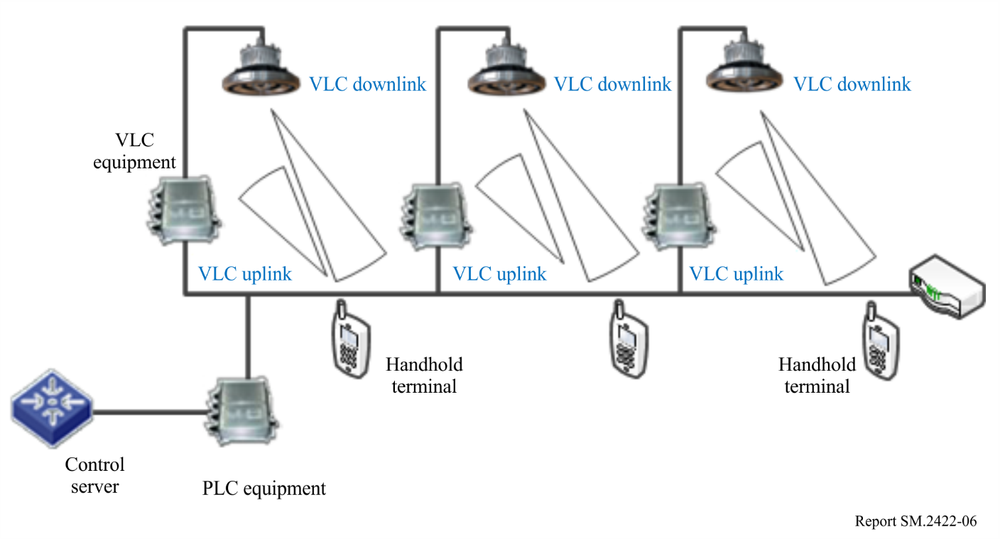 VLC downlink
VLC downlink
VLC downlink
VLC
equipment
VLC uplink
VLC uplink
VLC uplink
Handhold
terminal
Handhold
terminal
Control
server
PLC equipment
Report SM.2422-06